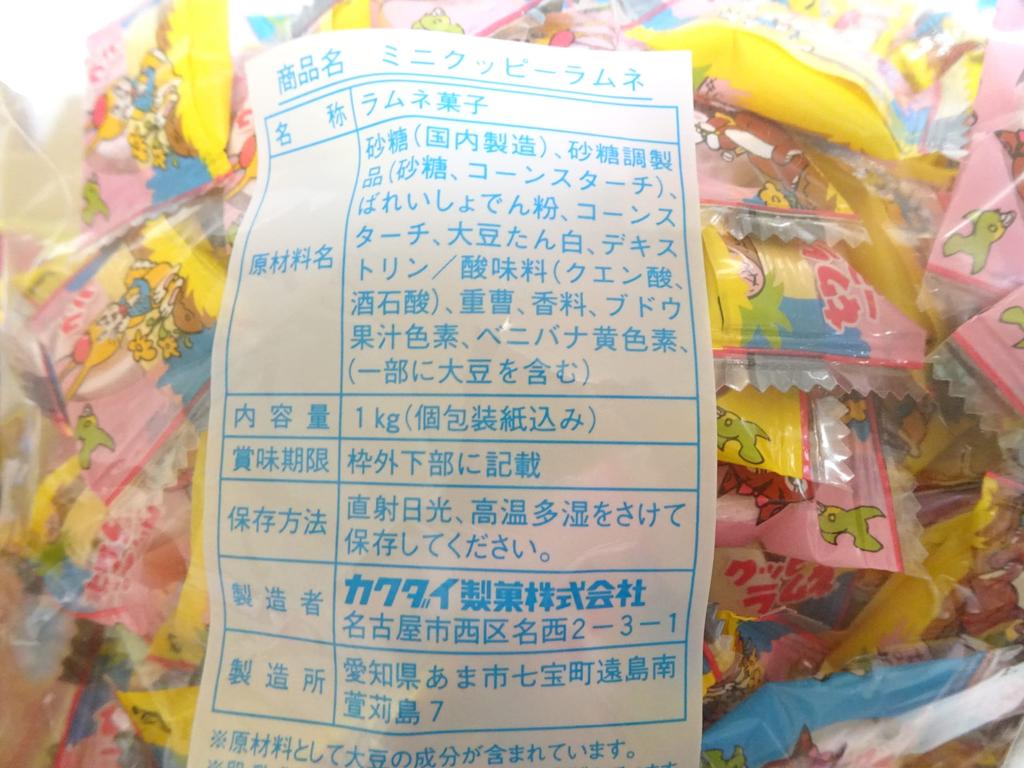 商品名 ミニクッピーラムネ
名称 ラムネ菓子
原材料名 砂糖(国内製造)、砂糖調製
品(砂糖、コーンスターチ)、
ばれいしょでん粉、コーンス
ターチ、大豆たん白、デキス
トリン／酸味料(クエン酸、
酒石酸)、重曹、香料、ブドウ
果汁色素、ベニバナ黄色素、
(一部に大豆を含む)
内容量 1kg(個包装紙込み)
賞味期限 枠外下部に記載
保存方法 直射日光、高温多湿をさけて
保存してください。
製造者 カクダイ製菓株式会社
名古屋市西区名西2－3－1
製造所 愛知県あま市七宝町遠島南
萱苅島7
※原材料として大豆の成分が含まれています。
クッピー
ラムネ